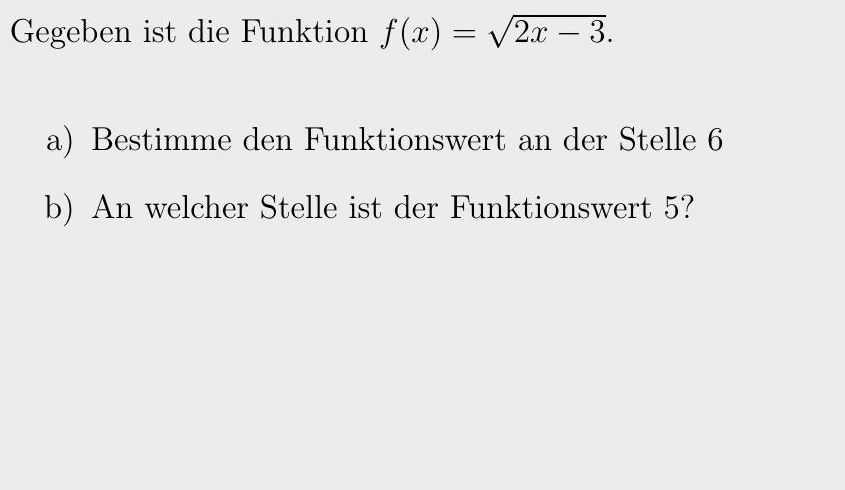 Gegeben ist die Funktion f(x) = √(2x − 3).
a) Bestimme den Funktionswert an der Stelle 6
b) An welcher Stelle ist der Funktionswert 5?